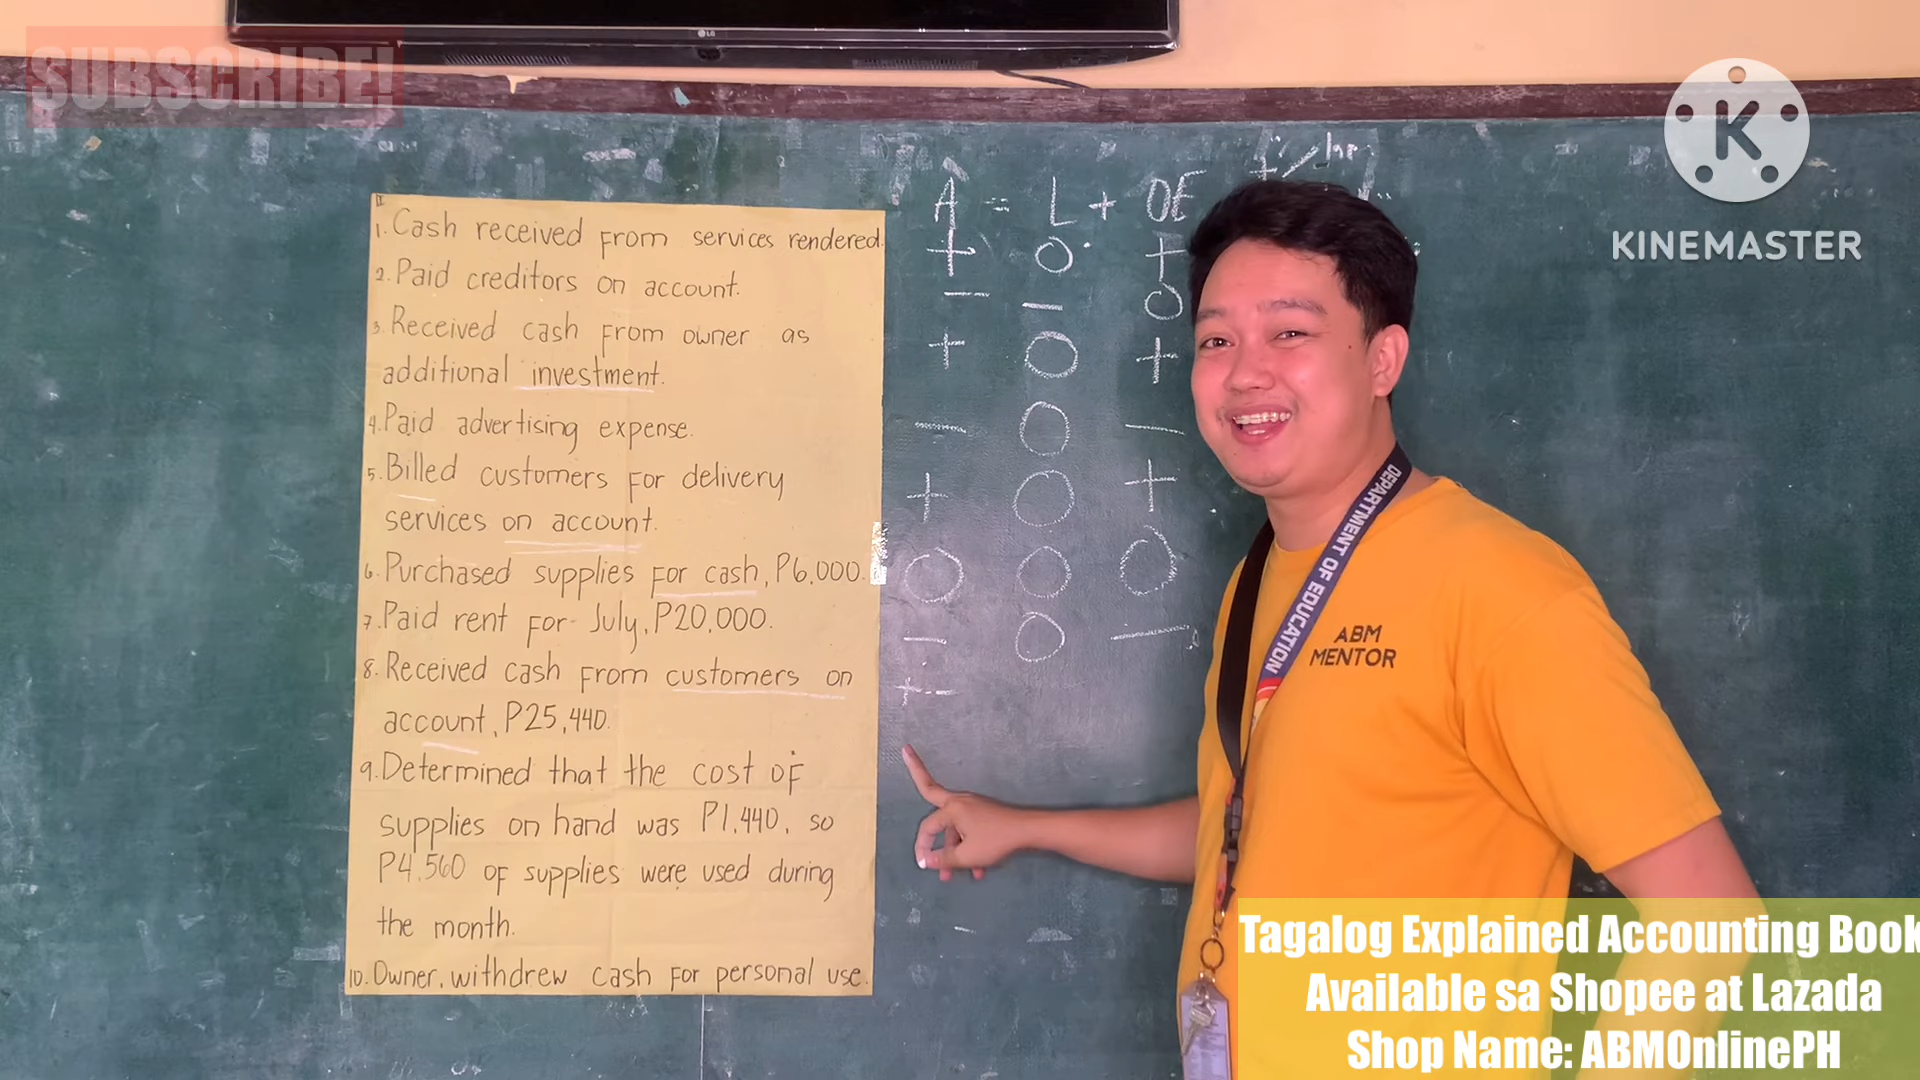 SUBSCRIBE!
LG
KINEMASTER
II
1. Cash received from services rendered.
2. Paid creditors on account.
3. Received cash from owner as
additional investment.
4. Paid advertising expense.
5. Billed customers for delivery
services on account.
6. Purchased supplies for cash, P6,000.
7. Paid rent for July, P20,000.
8. Received cash from customers on
account, P25,440.
9. Determined that the cost of
supplies on hand was P1,440, so
P4,560 of supplies were used during
the month.
10. Owner, withdrew cash for personal use.
A = L + OE
+ O +
— — O
+ O +
— O —
+ O +
O O O
— O —
+-
DEPARTMENT OF EDUCATION
ABM
MENTOR
Tagalog Explained Accounting Book
Available sa Shopee at Lazada
Shop Name: ABMOnlinePH